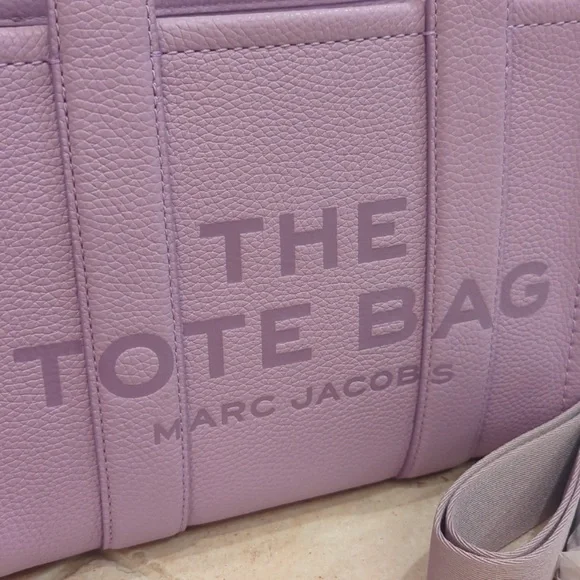 THE
TOTE BAG
MARC JACOBS